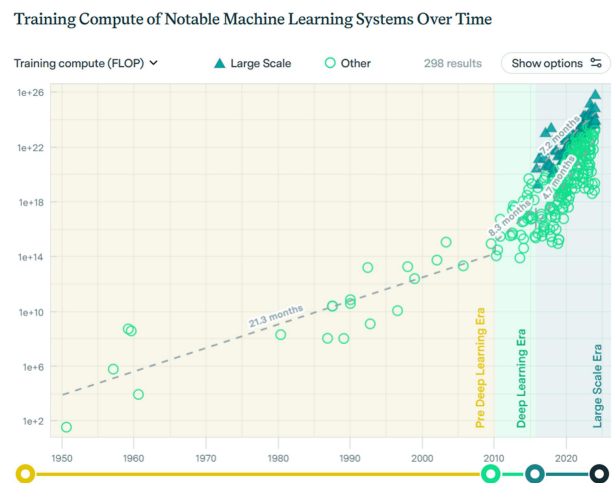 Training Compute of Notable Machine Learning Systems Over Time
Training compute (FLOP)
Large Scale
Other
298 results
Show options
1e+26
1e+22
1e+18
1e+14
1e+10
1e+6
1e+2
21.3 months
8.3 months
7.2 months
4.7 months
Pre Deep Learning Era
Deep Learning Era
Large Scale Era
1950
1960
1970
1980
1990
2000
2010
2020